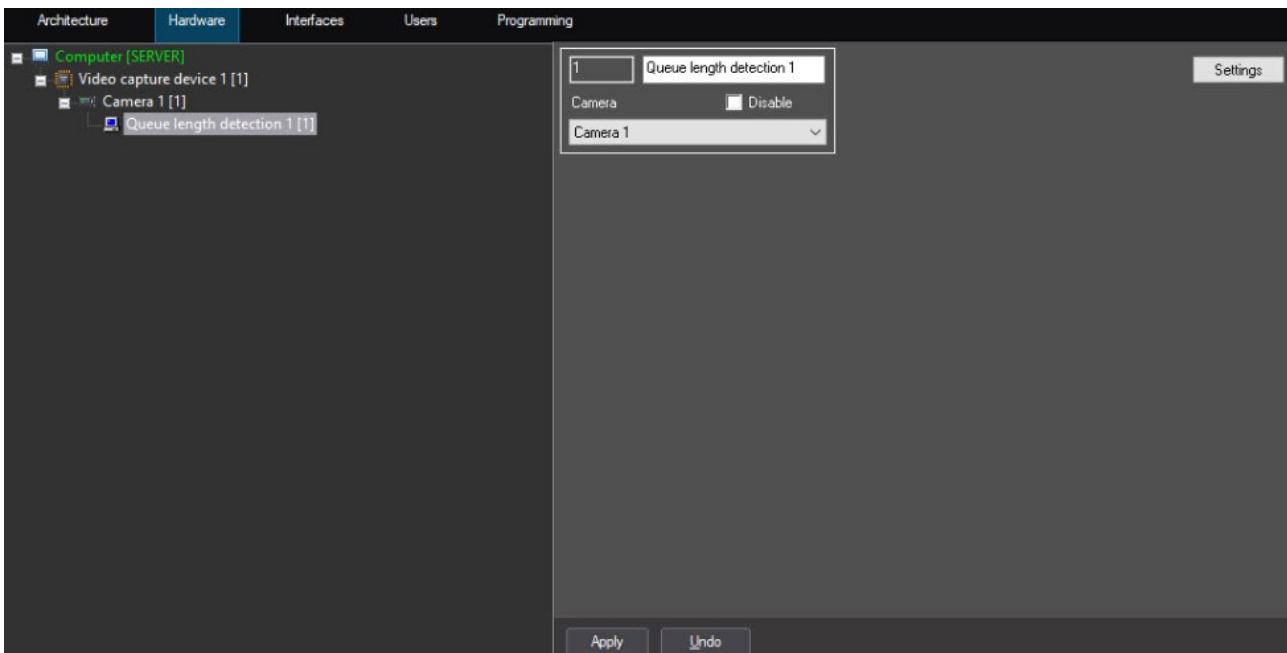 Architecture Hardware Interfaces Users Programming
Computer [SERVER]
Video capture device 1 [1]
Camera 1 [1]
Queue length detection 1 [1]
1 Queue length detection 1
Camera Disable
Camera 1
Settings
Apply Undo